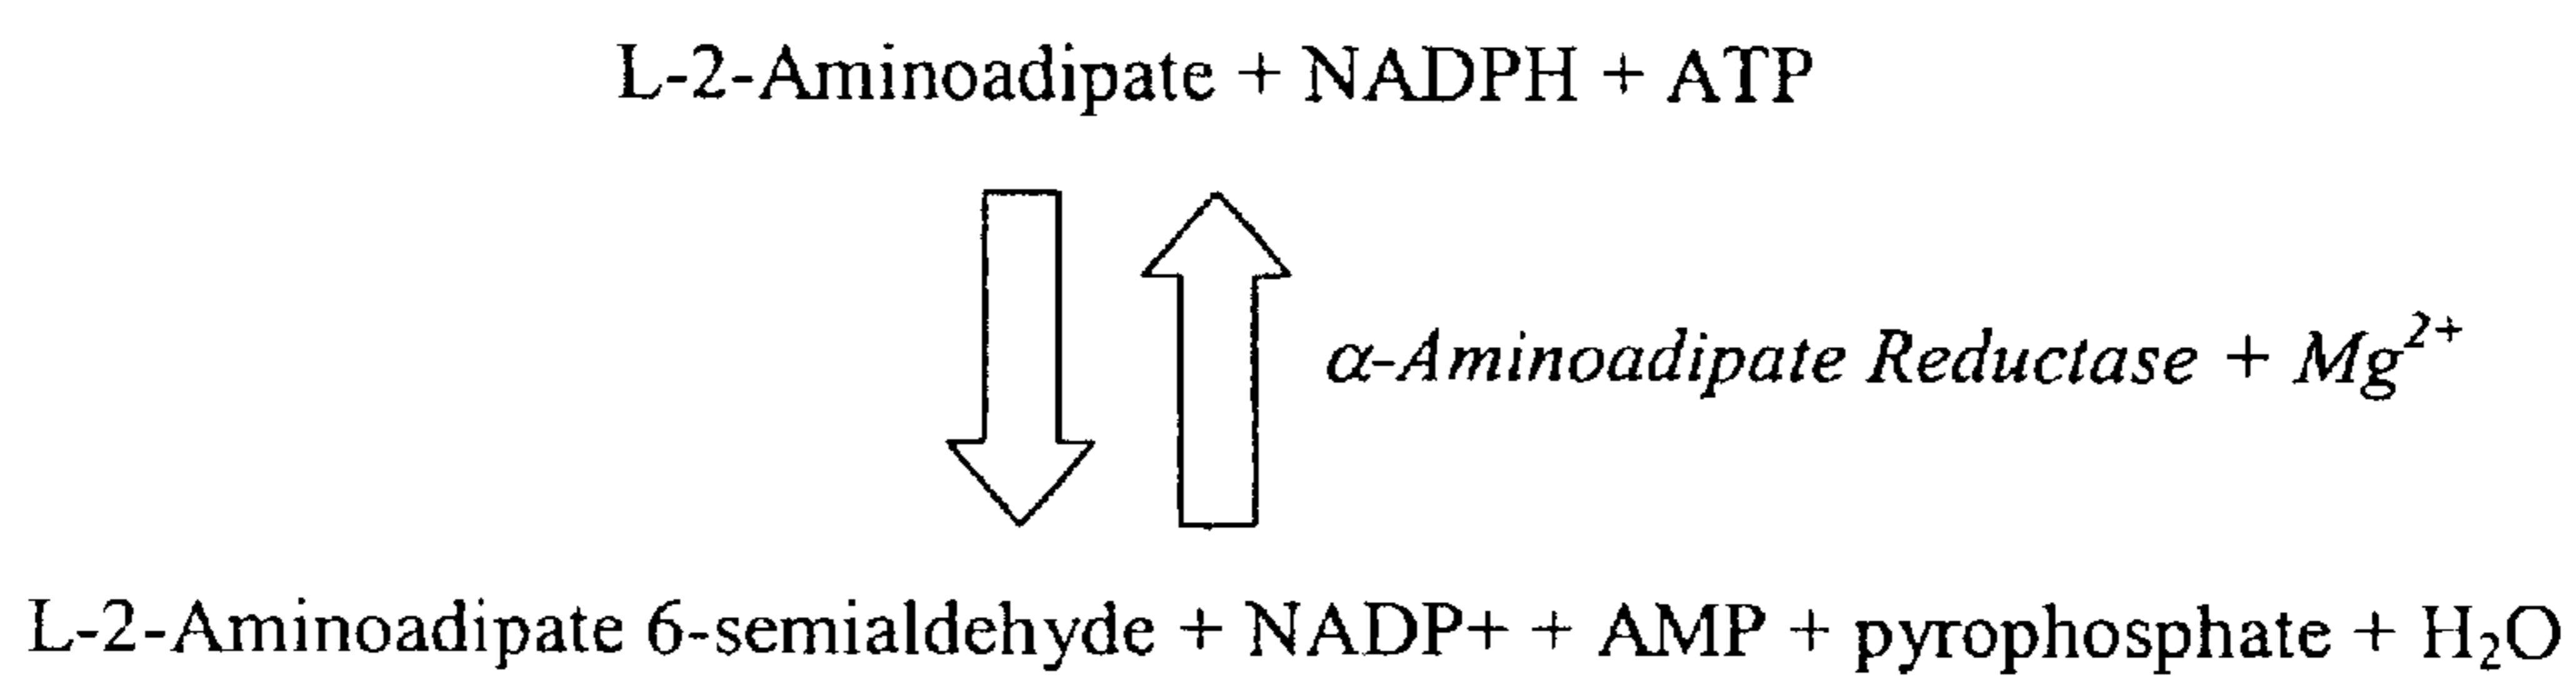 L-2-Aminoadipate + NADPH + ATP
α-Aminoadipate Reductase + Mg²⁺
L-2-Aminoadipate 6-semialdehyde + NADP+ + AMP + pyrophosphate + H₂O